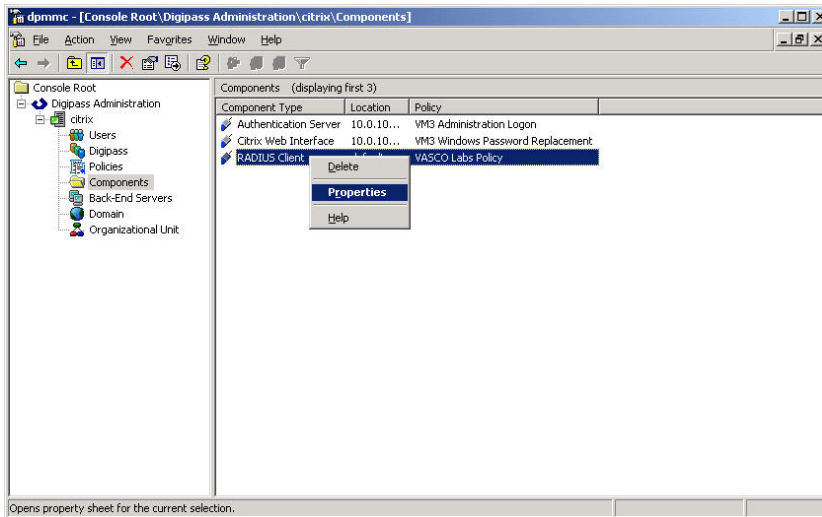 dpmmc - [Console Root\Digipass Administration\citrix\Components]
File Action View Favorites Window Help
Console Root
Digipass Administration
citrix
Users
Digipass
Policies
Components
Back-End Servers
Domain
Organizational Unit
Components (displaying first 3)
Component Type Location Policy
Authentication Server 10.0.10... VM3 Administration Logon
Citrix Web Interface 10.0.10... VM3 Windows Password Replacement
RADIUS Client VASCO Labs Policy
Delete
Properties
Help
Opens property sheet for the current selection.